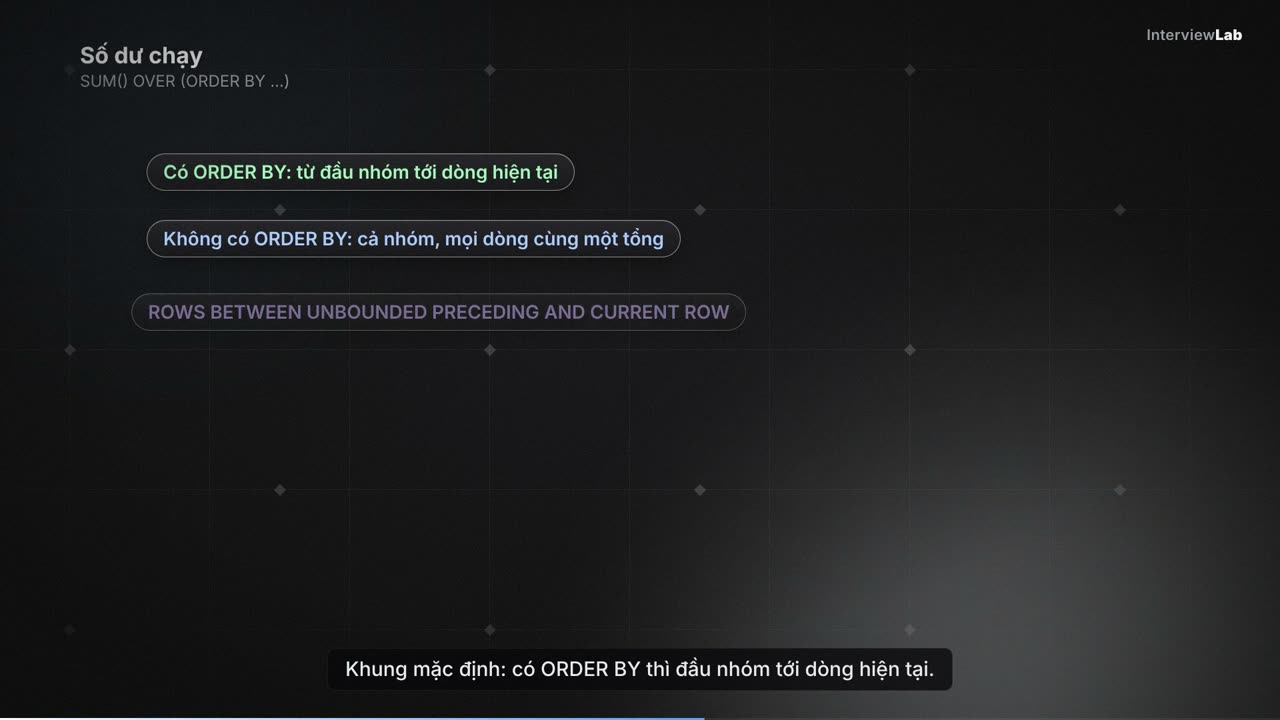 Số dư chạy
InterviewLab
SUM() OVER (ORDER BY ...)
Có ORDER BY: từ đầu nhóm tới dòng hiện tại
Không có ORDER BY: cả nhóm, mọi dòng cùng một tổng
ROWS BETWEEN UNBOUNDED PRECEDING AND CURRENT ROW
Khung mặc định: có ORDER BY thì đầu nhóm tới dòng hiện tại.